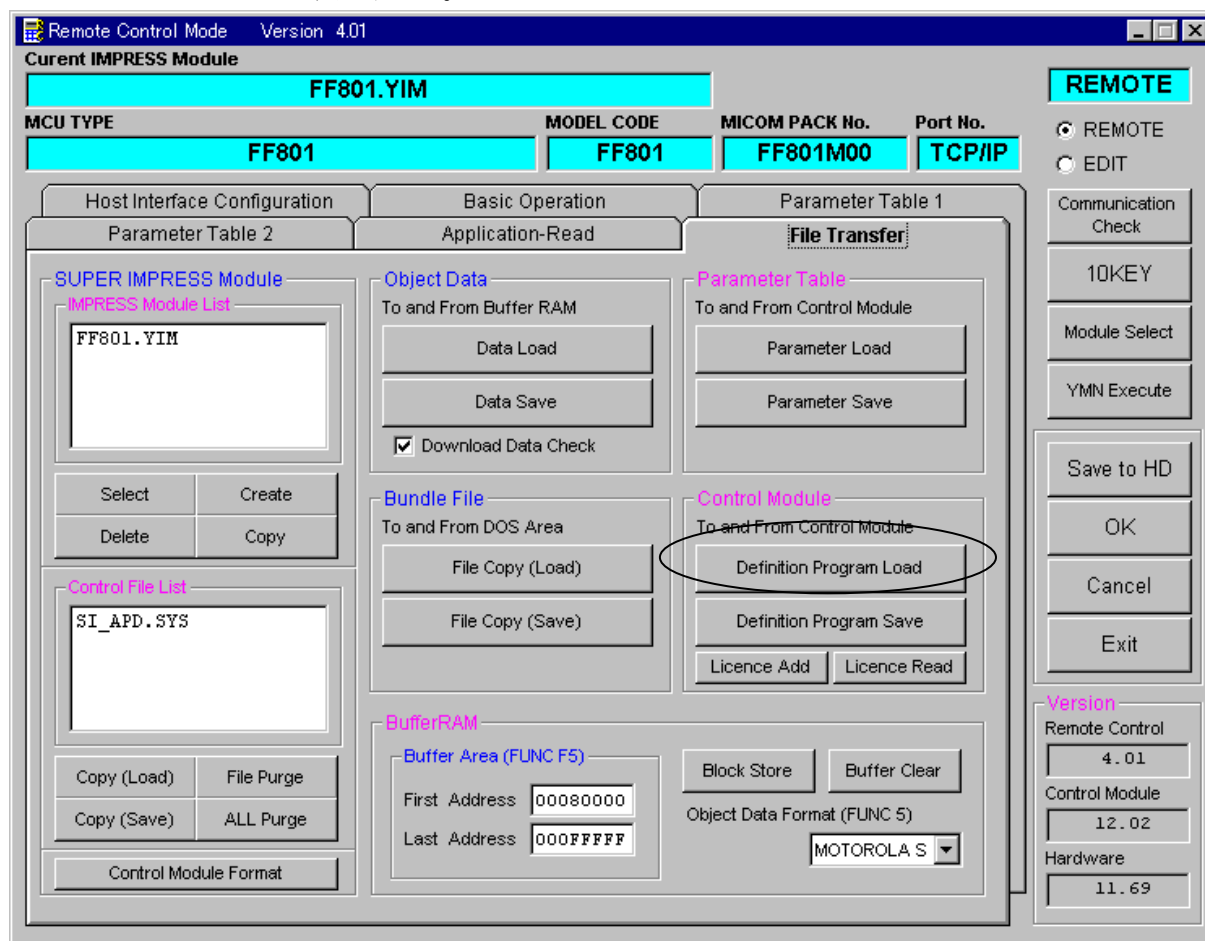 Remote Control Mode Version 4.01
Curent IMPRESS Module
FF801.YIM
REMOTE
MCU TYPE
MODEL CODE
MICOM PACK No.
Port No.
FF801
FF801
FF801M00
TCP/IP
REMOTE
EDIT
Host Interface Configuration
Basic Operation
Parameter Table 1
Parameter Table 2
Application-Read
File Transfer
SUPER IMPRESS Module
IMPRESS Module List
FF801.YIM
Select
Create
Delete
Copy
Control File List
SI_APD.SYS
Copy (Load)
File Purge
Copy (Save)
ALL Purge
Control Module Format
Object Data
To and From Buffer RAM
Data Load
Data Save
Download Data Check
Parameter Table
To and From Control Module
Parameter Load
Parameter Save
Bundle File
To and From DOS Area
File Copy (Load)
File Copy (Save)
Control Module
To and From Control Module
Definition Program Load
Definition Program Save
Licence Add
Licence Read
BufferRAM
Buffer Area (FUNC F5)
First Address
00080000
Last Address
000FFFFF
Block Store
Buffer Clear
Object Data Format (FUNC 5)
MOTOROLA S
Communication
Check
10KEY
Module Select
YMN Execute
Save to HD
OK
Cancel
Exit
Version
Remote Control
4.01
Control Module
12.02
Hardware
11.69